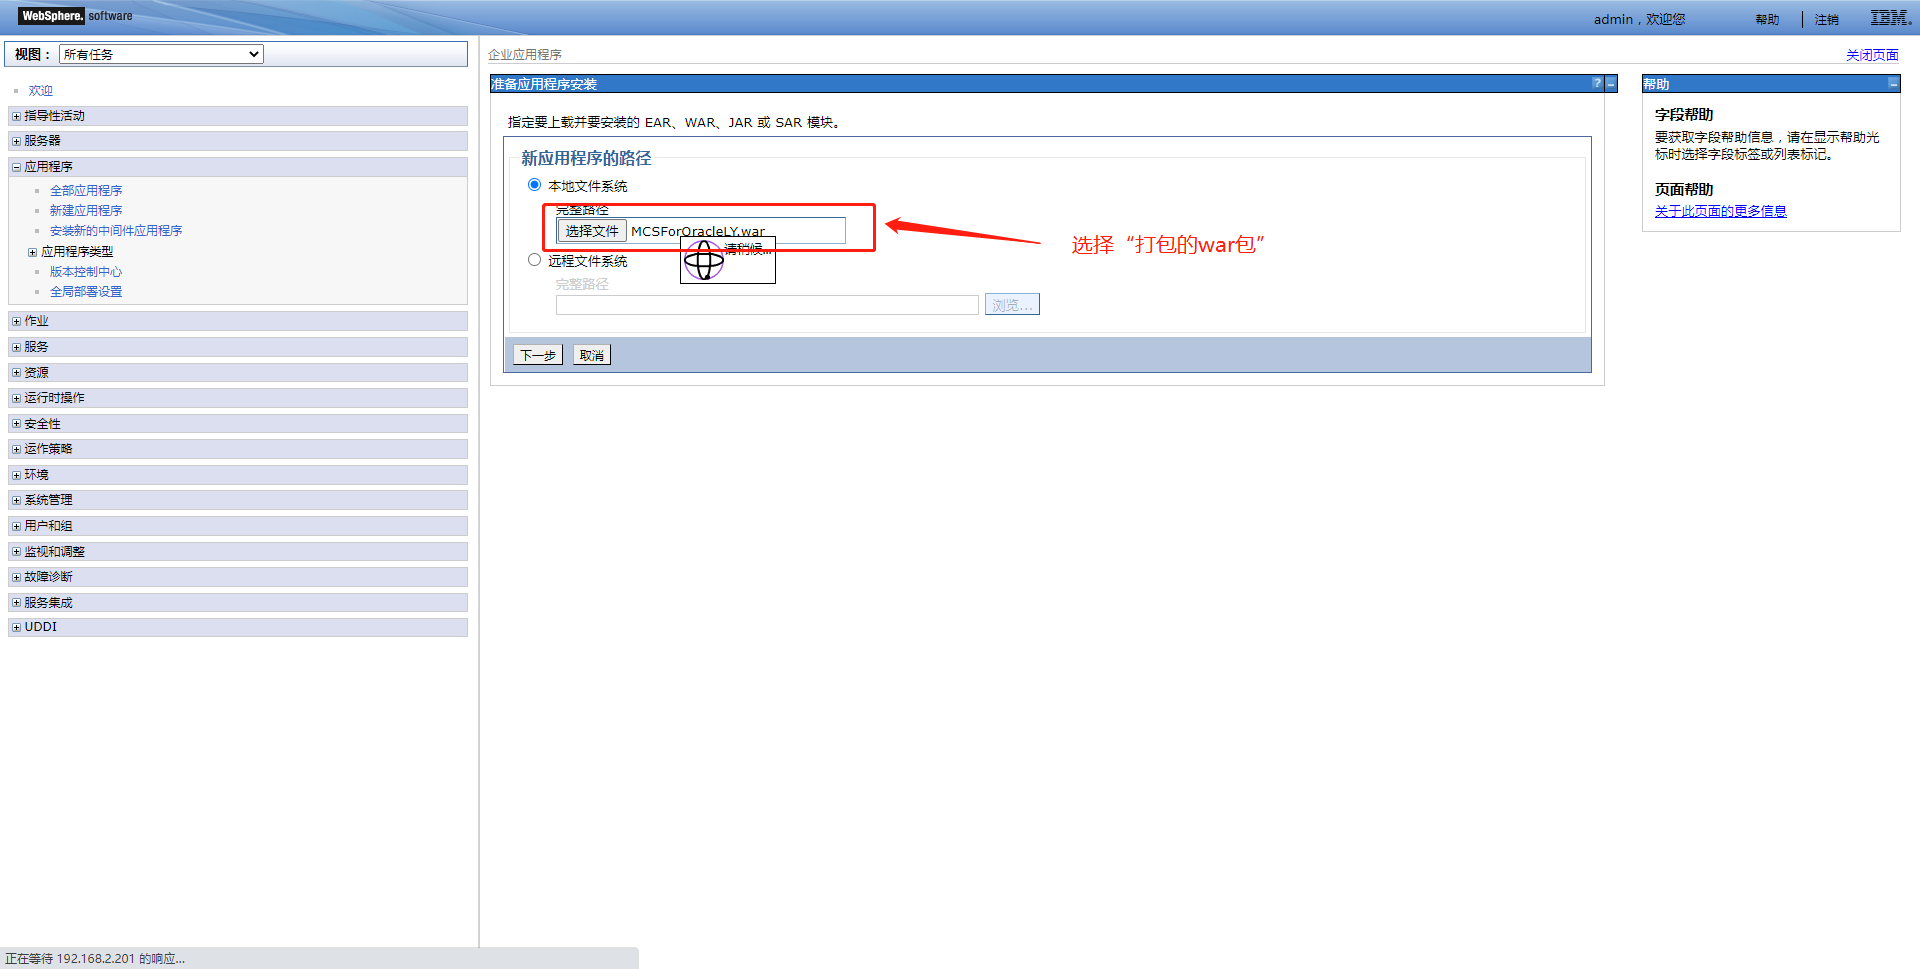 WebSphere. software
admin，欢迎您
帮助
注销
IBM.
视图：
所有任务
欢迎
指导性活动
服务器
应用程序
全部应用程序
新建应用程序
安装新的中间件应用程序
应用程序类型
版本控制中心
全局部署设置
作业
服务
资源
运行时操作
安全性
运作策略
环境
系统管理
用户和组
监视和调整
故障诊断
服务集成
UDDI
企业应用程序
关闭页面
准备应用程序安装
?
指定要上载并要安装的 EAR、WAR、JAR 或 SAR 模块。
新应用程序的路径
本地文件系统
完整路径
选择文件 MCSForOracleLY.war
请稍候...
选择“打包的war包”
远程文件系统
完整路径
浏览...
下一步
取消
帮助
字段帮助
要获取字段帮助信息，请在显示帮助光
标时选择字段标签或列表标记。
页面帮助
关于此页面的更多信息
正在等待 192.168.2.201 的响应...